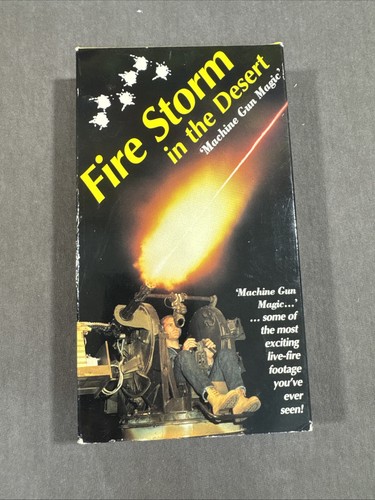 Fire Storm
in the Desert
'Machine Gun Magic'
'Machine Gun
Magic...'
... some of
the most
exciting
live-fire
footage
you've
ever
seen!